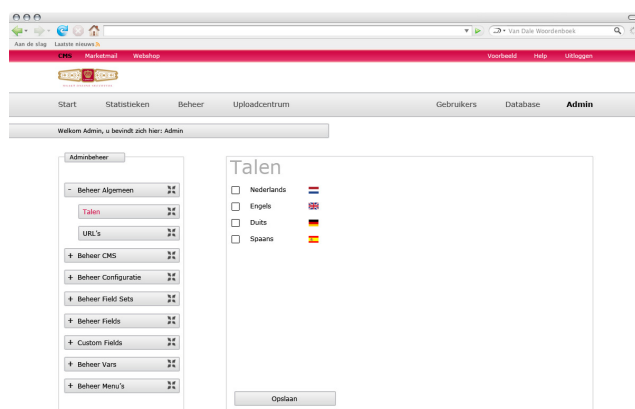 Van Dale Woordenboek
Aan de slag Laatste nieuws
CMS Marketmail Webshop Voorbeeld Help Uitloggen
Start Statistieken Beheer Uploadcentrum Gebruikers Database Admin
Welkom Admin, u bevindt zich hier: Admin
Adminbeheer
- Beheer Algemeen
Talen
URL's
+ Beheer CMS
+ Beheer Configuratie
+ Beheer Field Sets
+ Beheer Fields
+ Custom Fields
+ Beheer Vars
+ Beheer Menu's
Talen
Nederlands
Engels
Duits
Spaans
Opslaan